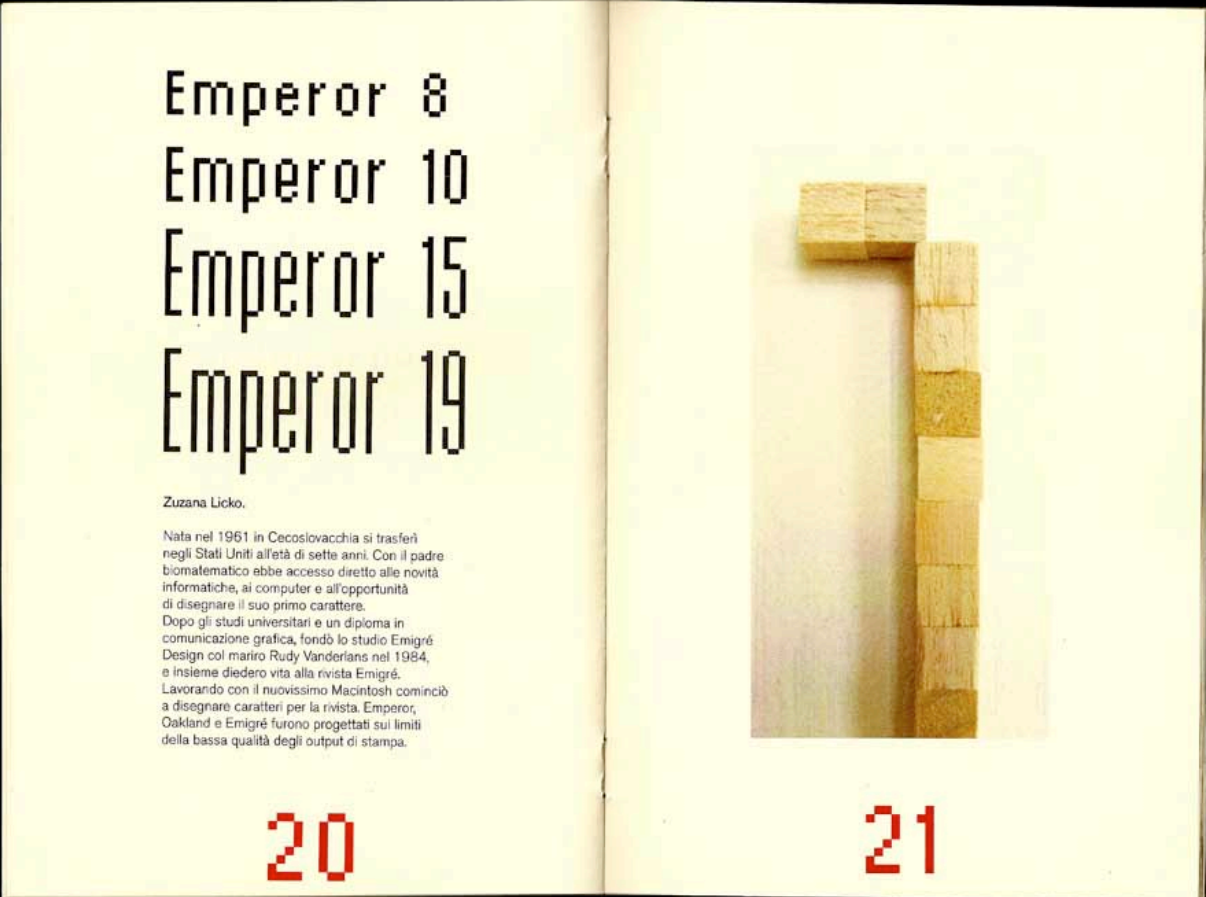 Emperor 8
Emperor 10
Emperor 15
Emperor 19
Zuzana Licko.
Nata nel 1961 in Cecoslovacchia si trasferì
negli Stati Uniti all'età di sette anni. Con il padre
biomatematico ebbe accesso diretto alle novità
informatiche, ai computer e all'opportunità
di disegnare il suo primo carattere.
Dopo gli studi universitari e un diploma in
comunicazione grafica, fondò lo studio Emigré
Design col mariro Rudy Vanderlans nel 1984,
e insieme diedero vita alla rivista Emigré.
Lavorando con il nuovissimo Macintosh cominciò
a disegnare caratteri per la rivista. Emperor,
Oakland e Emigré furono progettati sui limiti
della bassa qualità degli output di stampa.
20
21